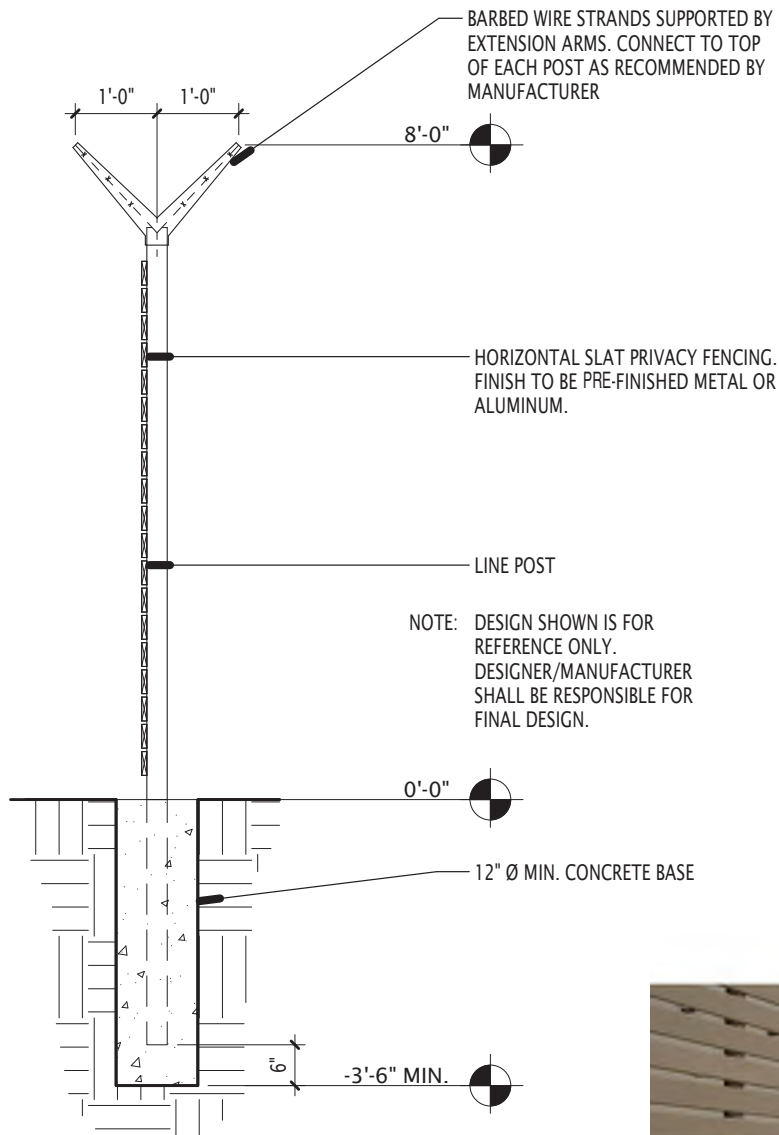 BARBED WIRE STRANDS SUPPORTED BY
EXTENSION ARMS. CONNECT TO TOP
OF EACH POST AS RECOMMENDED BY
MANUFACTURER
1'-0" 1'-0"
8'-0"
HORIZONTAL SLAT PRIVACY FENCING.
FINISH TO BE PRE-FINISHED METAL OR
ALUMINUM.
LINE POST
NOTE: DESIGN SHOWN IS FOR
REFERENCE ONLY.
DESIGNER/MANUFACTURER
SHALL BE RESPONSIBLE FOR
FINAL DESIGN.
0'-0"
12" Ø MIN. CONCRETE BASE
6"
-3'-6" MIN.